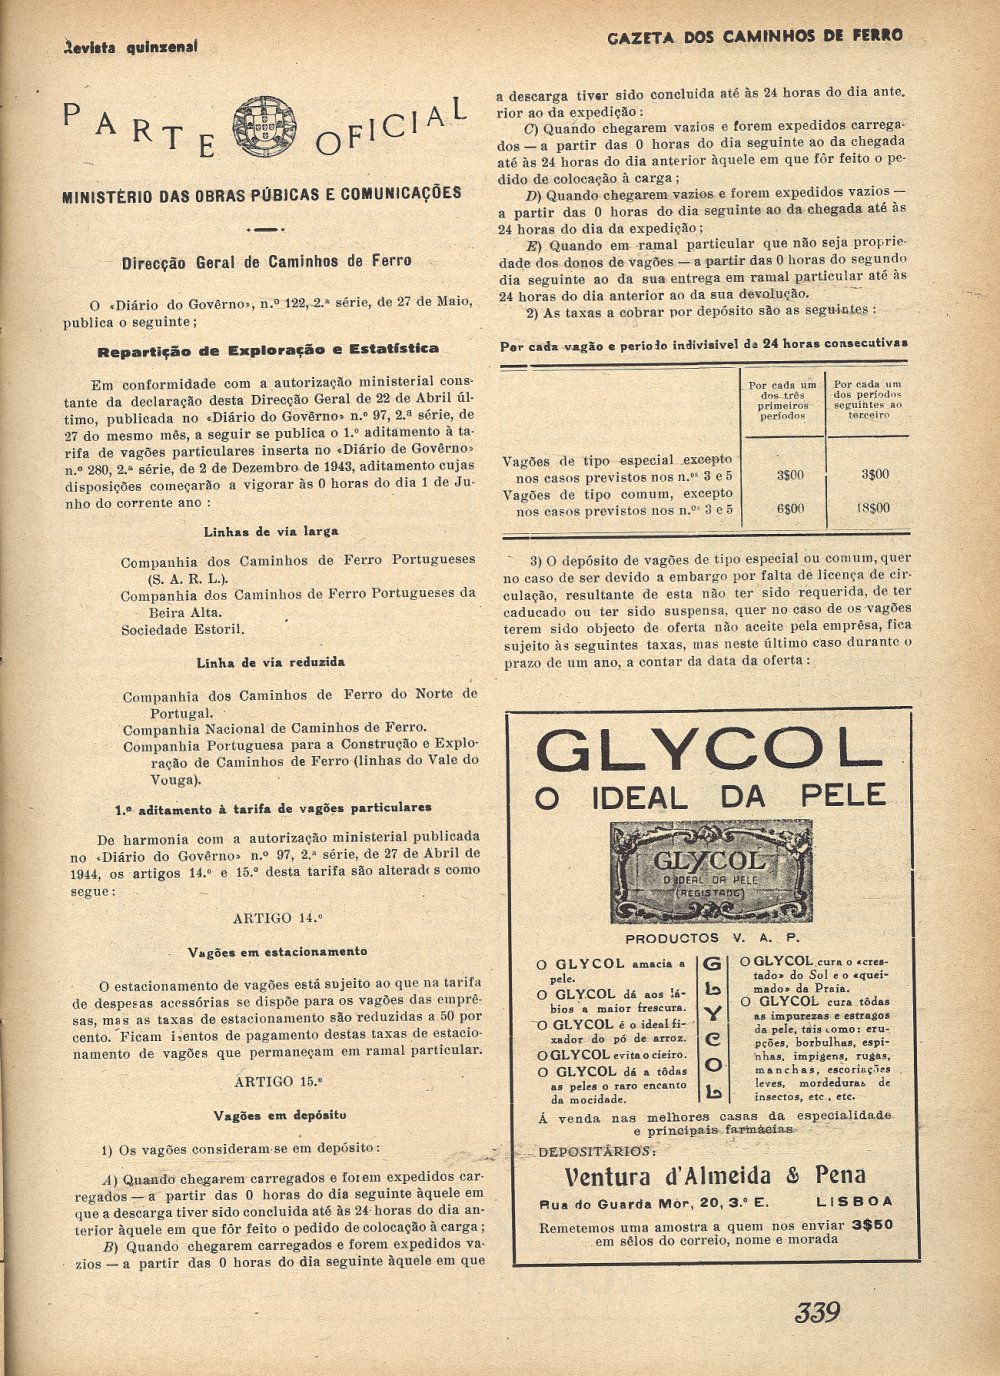 Revista quinzenal
GAZETA DOS CAMINHOS DE FERRO
PARTE OFICIAL
MINISTÉRIO DAS OBRAS PÚBICAS E COMUNICAÇÕES
Direcção Geral de Caminhos de Ferro
O «Diário do Govêrno», n.º 122, 2.ª série, de 27 de Maio,
publica o seguinte;
Repartição de Exploração e Estatística
Em conformidade com a autorização ministerial cons-
tante da declaração desta Direcção Geral de 22 de Abril úl-
timo, publicada no «Diário do Govêrno» n.º 97, 2.ª série, de
27 do mesmo mês, a seguir se publica o 1.º aditamento à ta-
rifa de vagões particulares inserta no «Diário de Govêrno»
n.º 280, 2.ª série, de 2 de Dezembro de 1943, aditamento cujas
disposições começarão a vigorar às 0 horas do dia 1 de Ju-
nho do corrente ano:
Linhas de via larga
Companhia dos Caminhos de Ferro Portugueses
(S. A. R. L.).
Companhia dos Caminhos de Ferro Portugueses da
Beira Alta.
Sociedade Estoril.
Linha de via reduzida
Companhia dos Caminhos de Ferro do Norte de
Portugal.
Companhia Nacional de Caminhos de Ferro.
Companhia Portuguesa para a Construção e Explo-
ração de Caminhos de Ferro (linhas do Vale do
Vouga).
1.º aditamento à tarifa de vagões particulares
De harmonia com a autorização ministerial publicada
no «Diário do Govêrno» n.º 97, 2.ª série, de 27 de Abril de
1944, os artigos 14.º e 15.º desta tarifa são alterados como
segue:
ARTIGO 14.º
Vagões em estacionamento
O estacionamento de vagões está sujeito ao que na tarifa
de despesas acessórias se dispõe para os vagões das emprê-
sas, mas as taxas de estacionamento são reduzidas a 50 por
cento. Ficam isentos de pagamento destas taxas de estacio-
namento de vagões que permaneçam em ramal particular.
ARTIGO 15.º
Vagões em depósito
1) Os vagões consideram-se em depósito:
A) Quando chegarem carregados e forem expedidos car-
regados — a partir das 0 horas do dia seguinte àquele em
que a descarga tiver sido concluida até às 24 horas do dia an-
terior àquele em que fôr feito o pedido de colocação à carga;
B) Quando chegarem carregados e forem expedidos va-
zios — a partir das 0 horas do dia seguinte àquele em que
a descarga tiver sido concluida até às 24 horas do dia ante.
rior ao da expedição:
C) Quando chegarem vazios e forem expedidos carrega-
dos — a partir das 0 horas do dia seguinte ao da chegada
até às 24 horas do dia anterior àquele em que fôr feito o pe-
dido de colocação à carga;
D) Quando chegarem vazios e forem expedidos vazios —
a partir das 0 horas do dia seguinte ao da chegada até às
24 horas do dia da expedição;
E) Quando em ramal particular que não seja proprie-
dade dos donos de vagões — a partir das 0 horas do segundo
dia seguinte ao da sua entrega em ramal particular até às
24 horas do dia anterior ao da sua devolução.
2) As taxas a cobrar por depósito são as seguintes:
Por cada vagão e periodo indivisivel de 24 horas consecutivas
Por cada um
dos três
primeiros
períodos
Por cada um
dos períodos
seguintes ao
terceiro
Vagões de tipo especial excepto
nos casos previstos nos n.ºs 3 e 5 3$00 3$00
Vagões de tipo comum, excepto
nos casos previstos nos n.ºs 3 e 5 6$00 18$00
3) O depósito de vagões de tipo especial ou comum, quer
no caso de ser devido a embargo por falta de licença de cir-
culação, resultante de esta não ter sido requerida, de ter
caducado ou ter sido suspensa, quer no caso de os vagões
terem sido objecto de oferta não aceite pela emprêsa, fica
sujeito às seguintes taxas, mas neste último caso durante o
prazo de um ano, a contar da data da oferta:
GLYCOL
O IDEAL DA PELE
GLYCOL
O IDEAL DA PELE
(REGISTADO)
PRODUCTOS V. A. P.
O GLYCOL amacia a
pele.
O GLYCOL dá aos lá-
bios a maior frescura.
O GLYCOL é o ideal fi-
xador do pó de arroz.
O GLYCOL evita o cieiro.
O GLYCOL dá a tôdas
as peles o raro encanto
da mocidade.
GLYCOL
O GLYCOL cura o «cres-
tado» do Sol e o «quei-
mado» da Praia.
O GLYCOL cura tôdas
as impurezas e estragos
da pele, tais como: eru-
pções, borbulhas, espi-
nhas, impigens, rugas,
manchas, escoriações
leves, mordeduras de
insectos, etc., etc.
Á venda nas melhores casas da especialidade
e principais farmácias
DEPOSITÁRIOS:
Ventura d'Almeida & Pena
Rua do Guarda Mór, 20, 3.º E. LISBOA
Remetemos uma amostra a quem nos enviar 3$50
em sêlos do correio, nome e morada
339